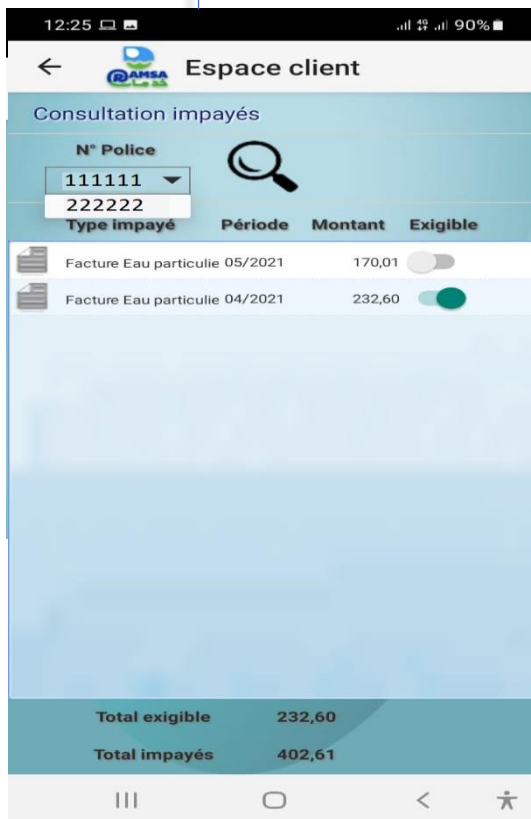 12:25 4G 90%
RAMSA
خدمات
Espace client
Consultation impayés
N° Police
111111
222222
Type impayé Période Montant Exigible
Facture Eau particulie 05/2021 170,01
Facture Eau particulie 04/2021 232,60
Total exigible 232,60
Total impayés 402,61